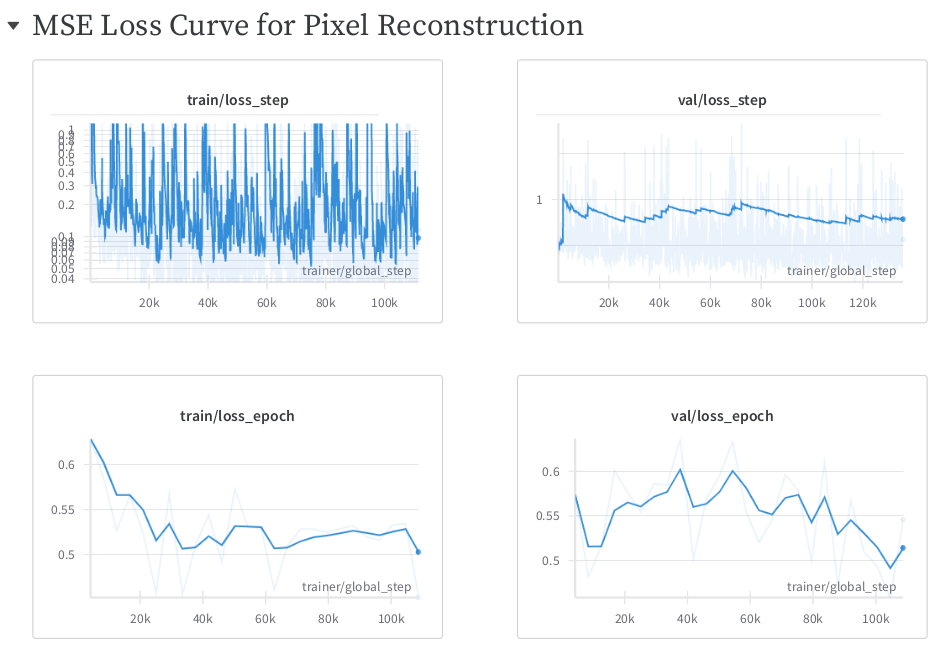 MSE Loss Curve for Pixel Reconstruction
train/loss_step
1
0.5
0.4
0.3
0.2
0.1
0.05
0.04
trainer/global_step
20k 40k 60k 80k 100k
val/loss_step
1
trainer/global_step
20k 40k 60k 80k 100k 120k
train/loss_epoch
0.6
0.55
0.5
trainer/global_step
20k 40k 60k 80k 100k
val/loss_epoch
0.6
0.55
0.5
trainer/global_step
20k 40k 60k 80k 100k